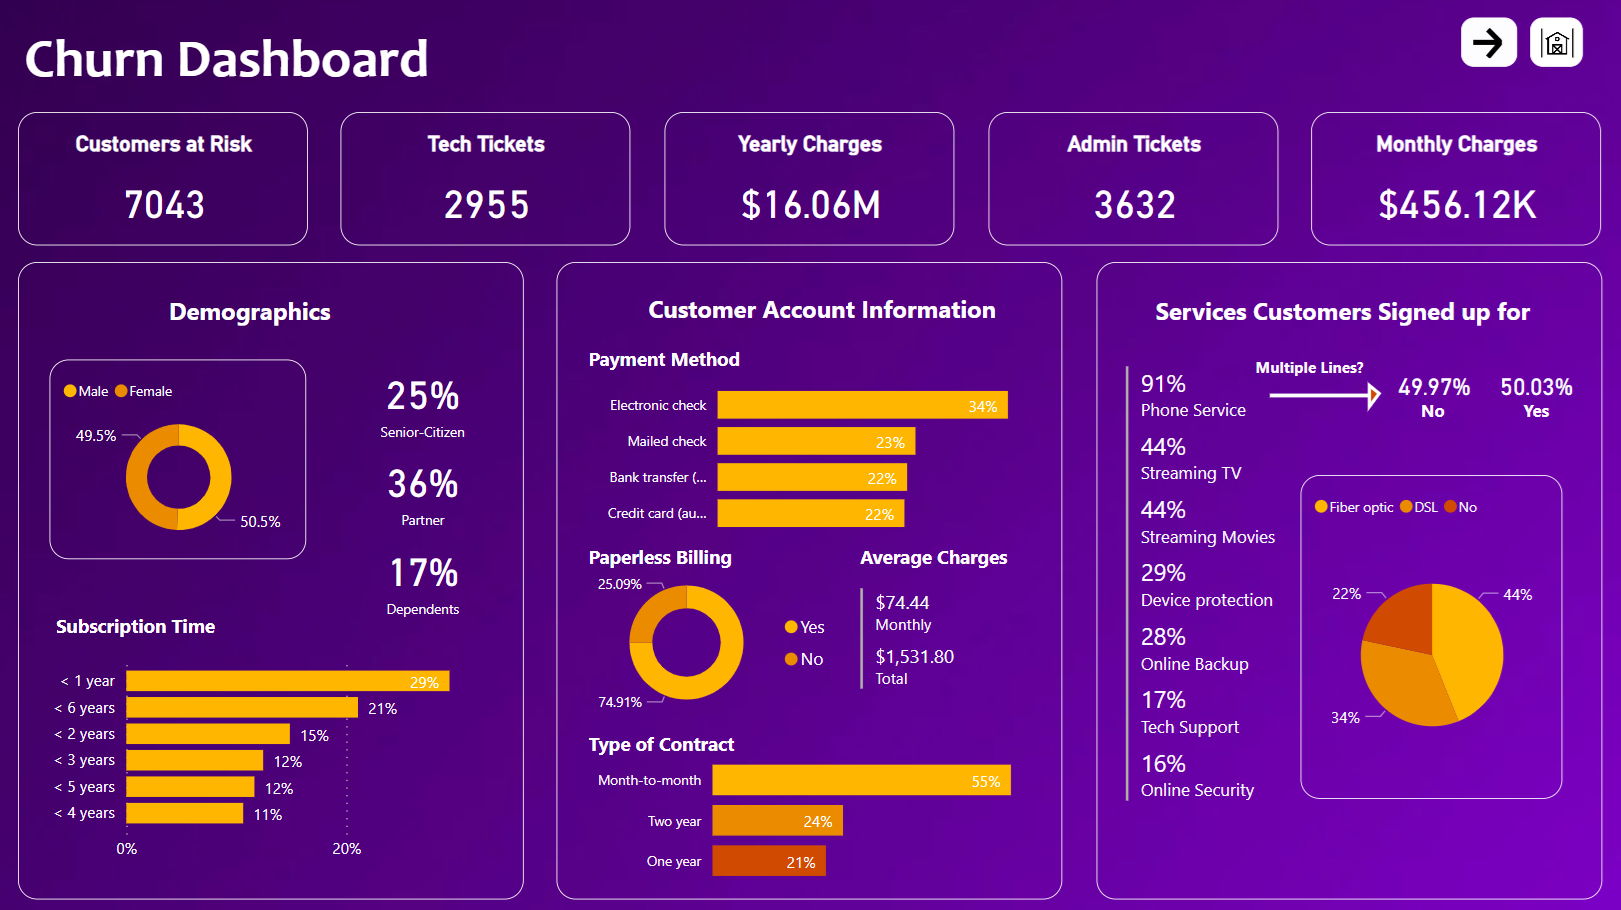 Churn Dashboard
Customers at Risk
7043
Tech Tickets
2955
Yearly Charges
$16.06M
Admin Tickets
3632
Monthly Charges
$456.12K
Demographics
Male Female
49.5%
50.5%
25%
Senior-Citizen
36%
Partner
17%
Dependents
Subscription Time
< 1 year 29%
< 6 years 21%
< 2 years 15%
< 3 years 12%
< 5 years 12%
< 4 years 11%
0% 20%
Customer Account Information
Payment Method
Electronic check 34%
Mailed check 23%
Bank transfer (... 22%
Credit card (au... 22%
Paperless Billing
25.09%
74.91%
Yes
No
Average Charges
$74.44
Monthly
$1,531.80
Total
Type of Contract
Month-to-month 55%
Two year 24%
One year 21%
Services Customers Signed up for
91%
Phone Service
Multiple Lines?
49.97%
No
50.03%
Yes
44%
Streaming TV
44%
Streaming Movies
29%
Device protection
28%
Online Backup
17%
Tech Support
16%
Online Security
Fiber optic DSL No
22%
44%
34%